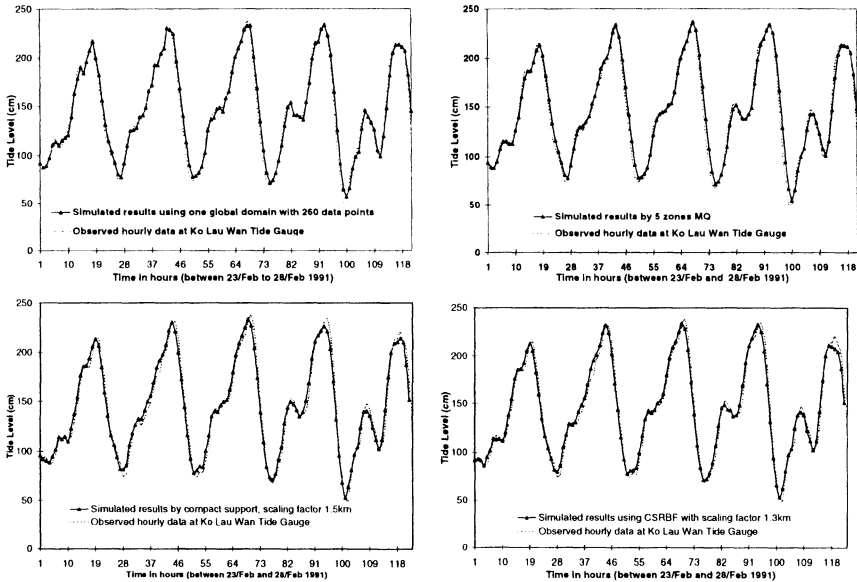 250
200
150
100
50
0
Tide Level (cm)
Simulated results using one global domain with 260 data points
Observed hourly data at Ko Lau Wan Tide Gauge
1 10 19 28 37 46 55 64 73 82 91 100 109 118
Time in hours (between 23/Feb to 28/Feb 1991)
250
200
150
100
50
0
Tide Level (cm)
Simulated results by 5 zones MQ
Observed hourly data at Ko Lau Wan Tide Gauge
1 10 19 28 37 46 55 64 73 82 91 100 109 118
Time in hours (between 23/Feb and 28/Feb 1991)
250
200
150
100
50
0
Tide Level (cm)
Simulated results by compact support, scaling factor 1.5km
Observed hourly data at Ko Lau Wan Tide Gauge
1 10 19 28 37 46 55 64 73 82 91 100 109 118
Time in hours (between 23/Feb and 28/Feb 1991)
250
200
150
100
50
0
Tide Level (cm)
Simulated results using CSRBF with scaling factor 1.3km
Observed hourly data at Ko Lau Wan Tide Gauge
1 10 19 28 37 46 55 64 73 82 91 100 109 118
Time in hours (between 23/Feb and 28/Feb 1991)